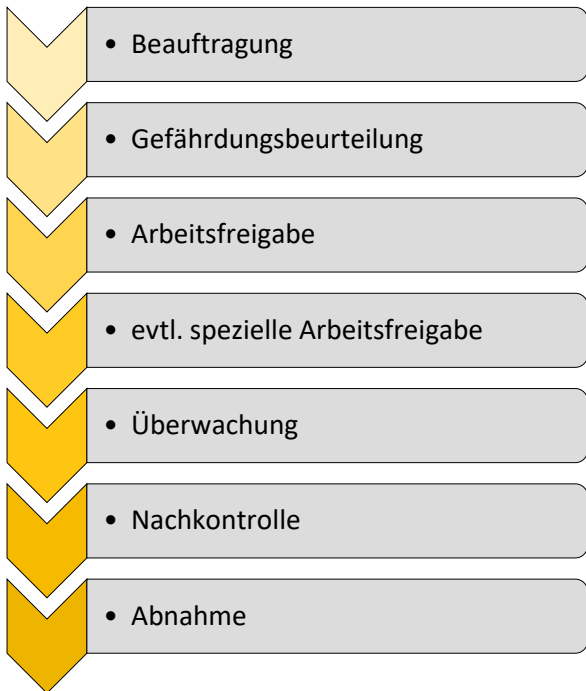 • Beauftragung
• Gefährdungsbeurteilung
• Arbeitsfreigabe
• evtl. spezielle Arbeitsfreigabe
• Überwachung
• Nachkontrolle
• Abnahme